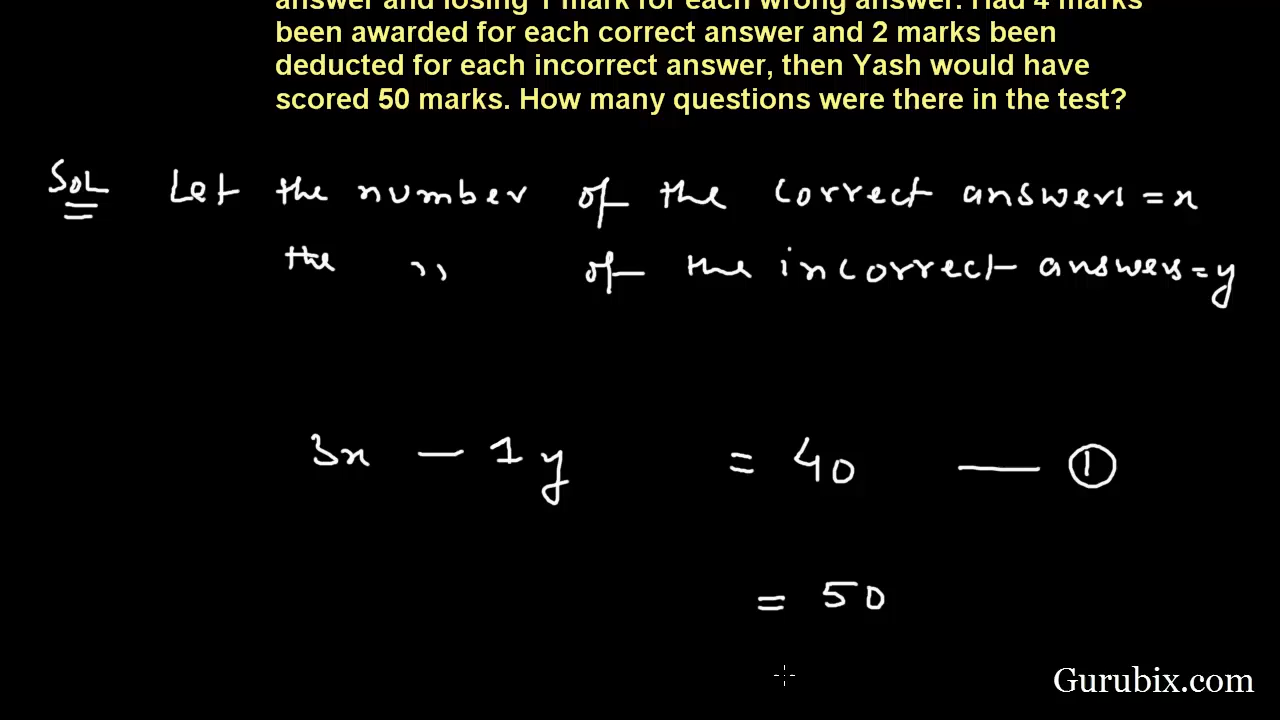 answer and losing 1 mark for each wrong answer. Had 4 marks
been awarded for each correct answer and 2 marks been
deducted for each incorrect answer, then Yash would have
scored 50 marks. How many questions were there in the test?
Sol Let the number of the correct answers = x
the ,, of the incorrect answers = y
3x — 1y = 40 — ①
= 50
Gurubix.com